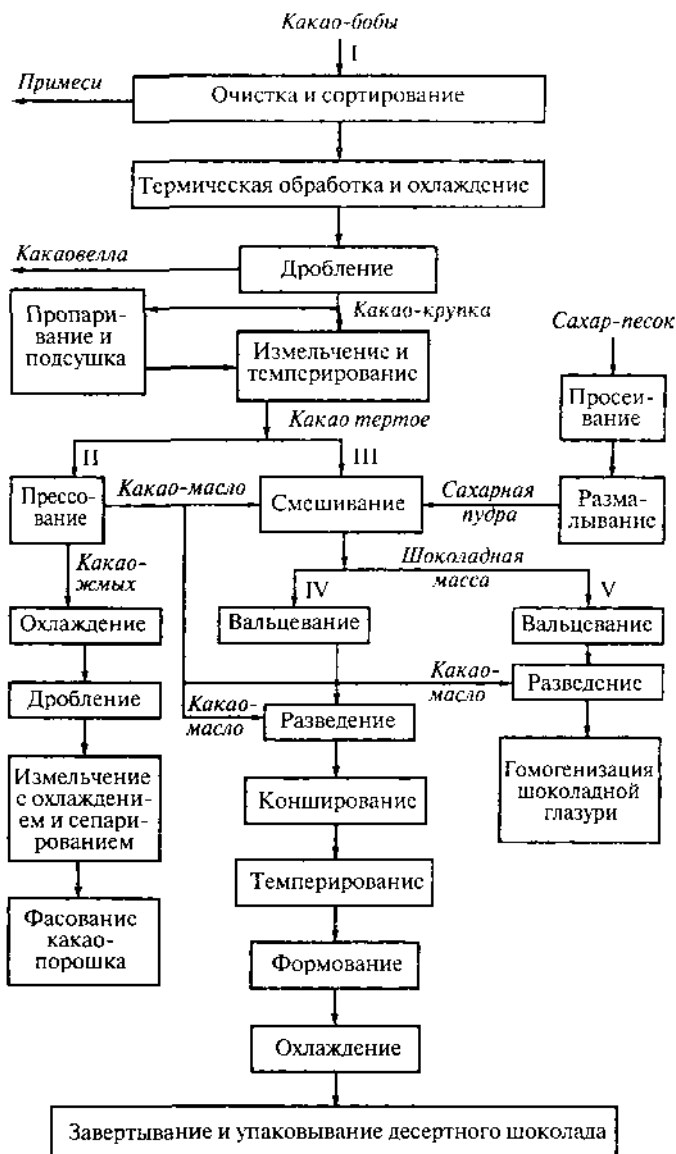 Какао-бобы
I
Примеси
Очистка и сортирование
Термическая обработка и охлаждение
Какаовелла
Дробление
Какао-крупка
Пропари-
вание и
подсушка
Измельчение и
темперирование
Сахар-песок
Просеи-
вание
Какао тертое
II
III
Прессо-
вание
Какао-масло
Смешивание
Сахарная
пудра
Разма-
лывание
Какао-
жмых
Шоколадная
масса
IV
V
Охлаждение
Вальцевание
Вальцевание
Какао-
масло
Разведение
Дробление
Какао-
масло
Разведение
Измельчение
с охлаждени-
ем и сепари-
рованием
Гомогенизация
шоколадной
глазури
Конширование
Темперирование
Фасование
какао-
порошка
Формование
Охлаждение
Завертывание и упаковывание десертного шоколада